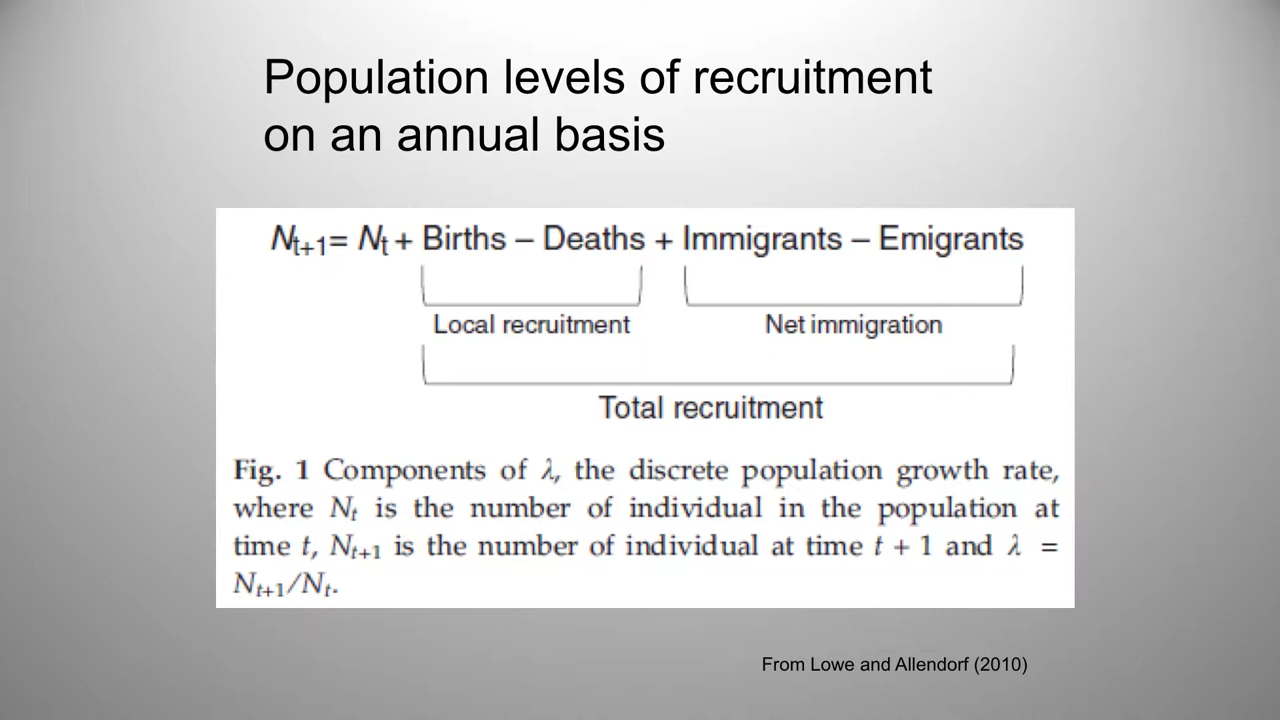 Population levels of recruitment
on an annual basis
Nt+1= Nt + Births – Deaths + Immigrants – Emigrants
Local recruitment Net immigration
Total recruitment
Fig. 1 Components of λ, the discrete population growth rate,
where Nt is the number of individual in the population at
time t, Nt+1 is the number of individual at time t + 1 and λ =
Nt+1/Nt.
From Lowe and Allendorf (2010)